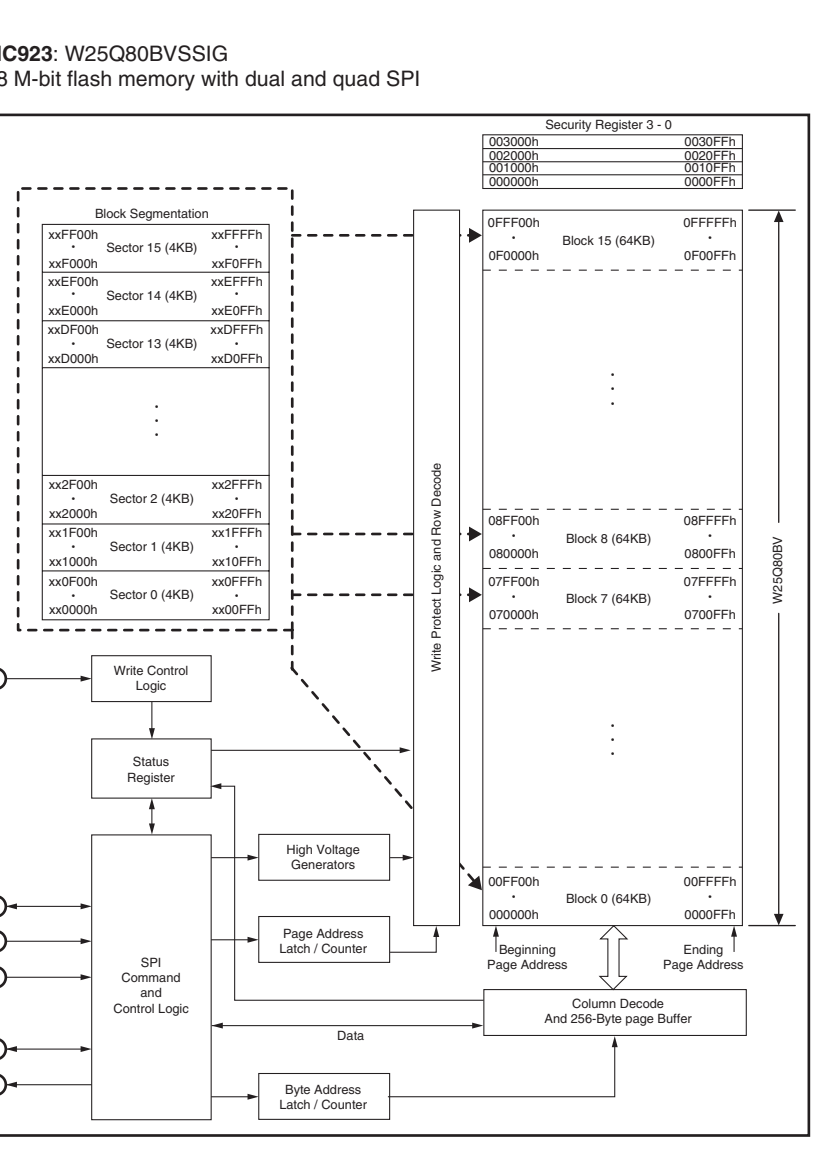 IC923: W25Q80BVSSIG
8 M-bit flash memory with dual and quad SPI
Security Register 3 - 0
003000h 0030FFh
002000h 0020FFh
001000h 0010FFh
000000h 0000FFh
Block Segmentation
xxFF00h xxFFFFh
Sector 15 (4KB)
xxF000h xxF0FFh
xxEF00h xxEFFFh
Sector 14 (4KB)
xxE000h xxE0FFh
xxDF00h xxDFFFh
Sector 13 (4KB)
xxD000h xxD0FFh
xx2F00h xx2FFFh
Sector 2 (4KB)
xx2000h xx20FFh
xx1F00h xx1FFFh
Sector 1 (4KB)
xx1000h xx10FFh
xx0F00h xx0FFFh
Sector 0 (4KB)
xx0000h xx00FFh
Write Protect Logic and Row Decode
0FFF00h 0FFFFFh
Block 15 (64KB)
0F0000h 0F00FFh
08FF00h 08FFFFh
Block 8 (64KB)
080000h 0800FFh
07FF00h 07FFFFh
Block 7 (64KB)
070000h 0700FFh
00FF00h 00FFFFh
Block 0 (64KB)
000000h 0000FFh
W25Q80BV
Beginning
Page Address
Ending
Page Address
Write Control
Logic
Status
Register
High Voltage
Generators
Page Address
Latch / Counter
SPI
Command
and
Control Logic
Column Decode
And 256-Byte page Buffer
Data
Byte Address
Latch / Counter